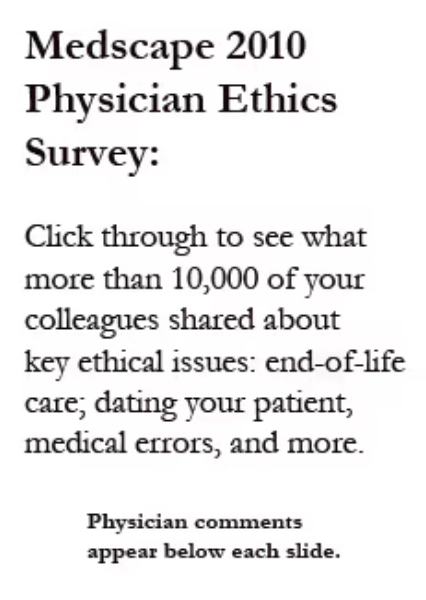 Medscape 2010
Physician Ethics
Survey:
Click through to see what
more than 10,000 of your
colleagues shared about
key ethical issues: end-of-life
care; dating your patient,
medical errors, and more.
Physician comments
appear below each slide.